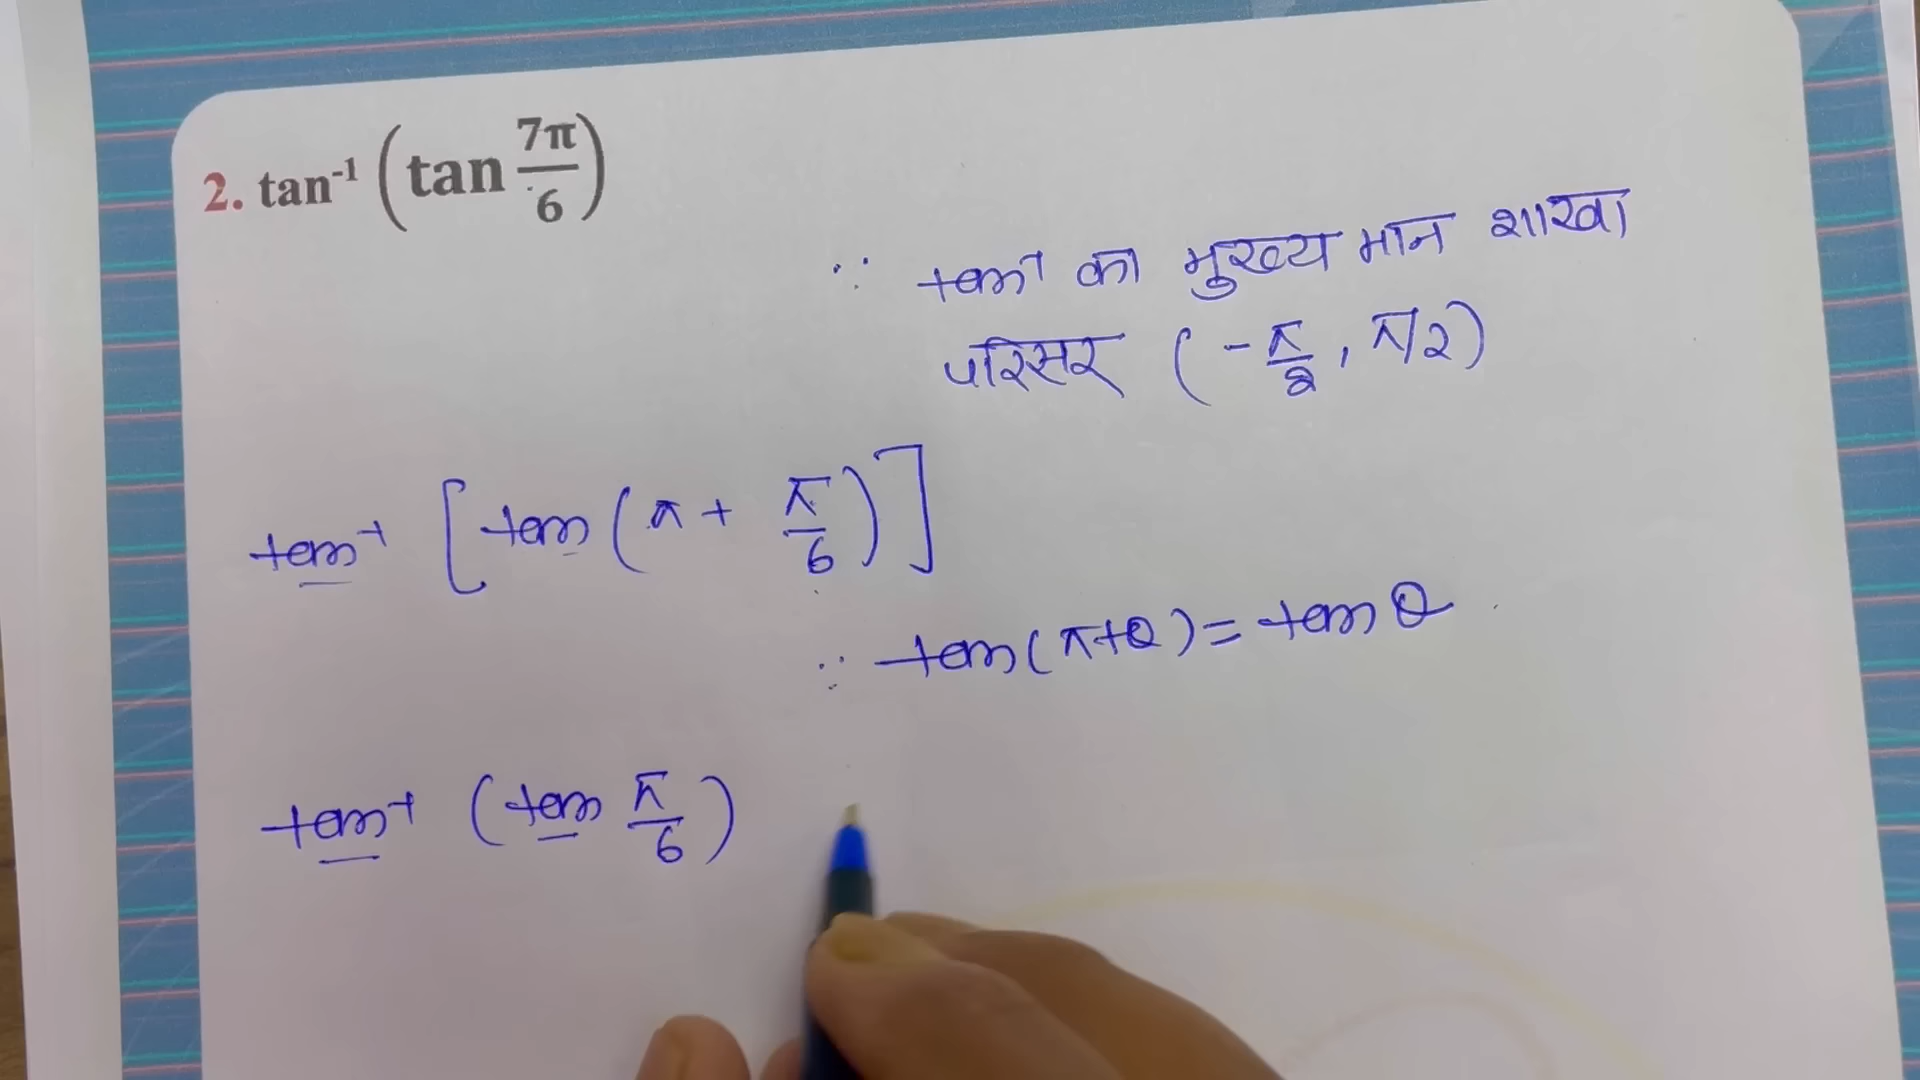 2. tan⁻¹ (tan 7π/6)
∵ tan⁻¹ का मुख्य मान शाखा
परिसर (-π/2, π/2)
tan⁻¹ [tan (π + π/6)]
∵ tan(π+θ) = tan θ
tan⁻¹ (tan π/6)